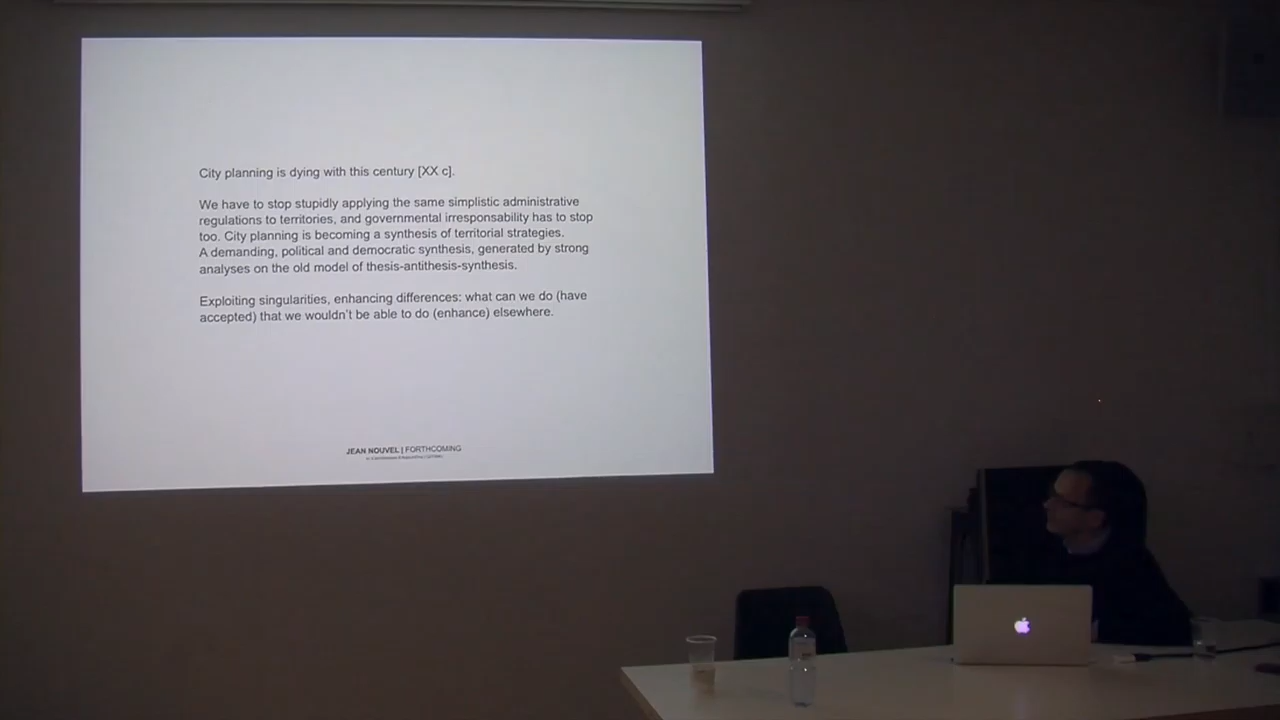 City planning is dying with this century [XX c].
We have to stop stupidly applying the same simplistic administrative
regulations to territories, and governmental irresponsability has to stop
too. City planning is becoming a synthesis of territorial strategies.
A demanding, political and democratic synthesis, generated by strong
analyses on the old model of thesis-antithesis-synthesis.
Exploiting singularities, enhancing differences: what can we do (have
accepted) that we wouldn't be able to do (enhance) elsewhere.
JEAN NOUVEL | FORTHCOMING